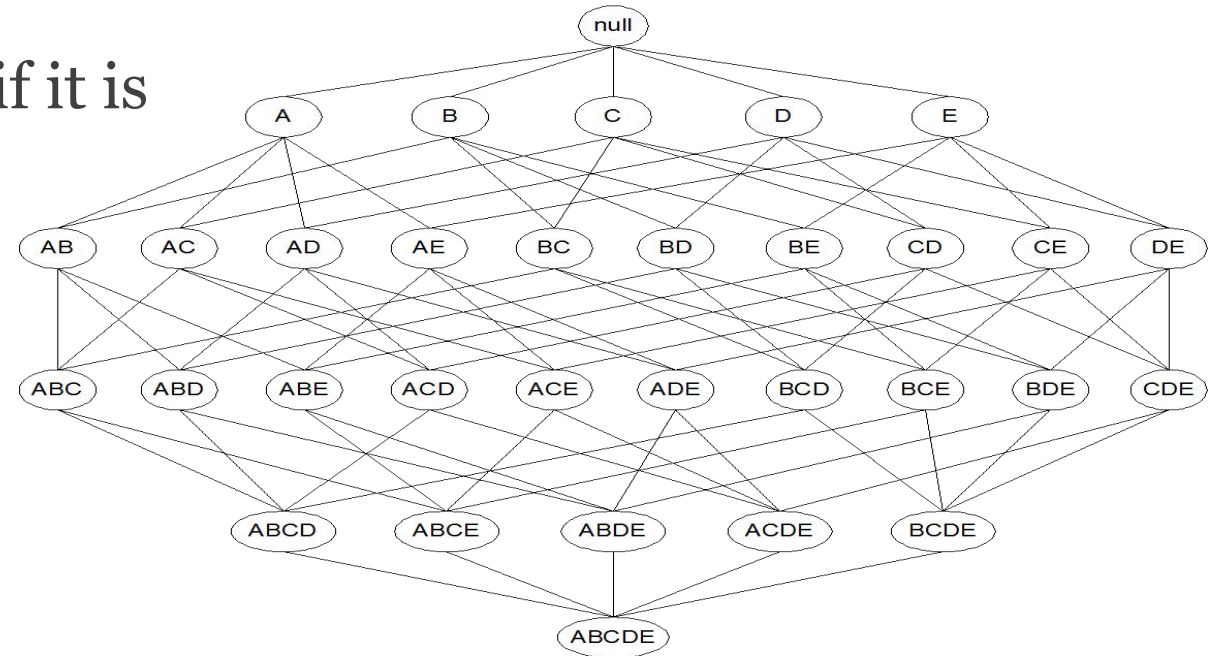 null
if it is
A B C D E
AB AC AD AE BC BD BE CD CE DE
ABC ABD ABE ACD ACE ADE BCD BCE BDE CDE
ABCD ABCE ABDE ACDE BCDE
ABCDE